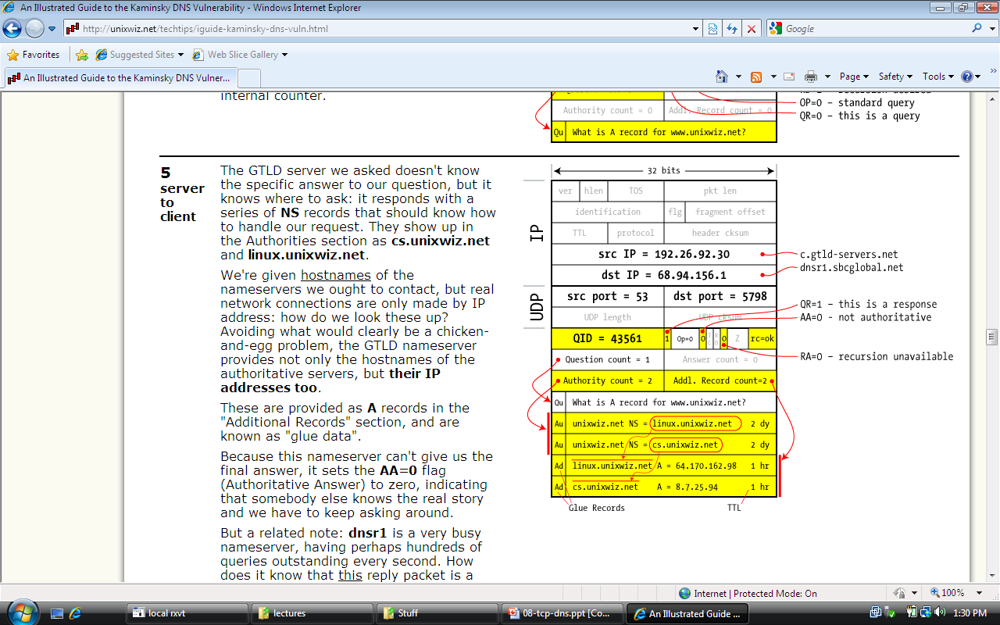 An Illustrated Guide to the Kaminsky DNS Vulnerability - Windows Internet Explorer
http://unixwiz.net/techtips/iguide-kaminsky-dns-vuln.html
Google
Favorites
Suggested Sites
Web Slice Gallery
An Illustrated Guide to the Kaminsky DNS Vulner...
Page
Safety
Tools
internal counter.
OP=0 - standard query
QR=0 - this is a query
Authority count = 0
Addl. Record count = 0
Qu What is A record for www.unixwiz.net?
5
server
to
client
The GTLD server we asked doesn't know
the specific answer to our question, but it
knows where to ask: it responds with a
series of NS records that should know how
to handle our request. They show up in
the Authorities section as cs.unixwiz.net
and linux.unixwiz.net.
We're given hostnames of the
nameservers we ought to contact, but real
network connections are only made by IP
address: how do we look these up?
Avoiding what would clearly be a chicken-
and-egg problem, the GTLD nameserver
provides not only the hostnames of the
authoritative servers, but their IP
addresses too.
These are provided as A records in the
"Additional Records" section, and are
known as "glue data".
Because this nameserver can't give us the
final answer, it sets the AA=0 flag
(Authoritative Answer) to zero, indicating
that somebody else knows the real story
and we have to keep asking around.
But a related note: dnsr1 is a very busy
nameserver, having perhaps hundreds of
queries outstanding every second. How
does it know that this reply packet is a
32 bits
IP
ver hlen TOS pkt len
identification flg fragment offset
TTL protocol header cksum
src IP = 192.26.92.30
c.gtld-servers.net
dst IP = 68.94.156.1
dnsr1.sbcglobal.net
UDP
src port = 53 dst port = 5798
UDP length UDP cksum
QR=1 - this is a response
AA=0 - not authoritative
QID = 43561 1 Op=0 0 TC RD 0 Z rc=ok
RA=0 - recursion unavailable
Question count = 1 Answer count = 0
Authority count = 2 Addl. Record count=2
Qu What is A record for www.unixwiz.net?
Au unixwiz.net NS = linux.unixwiz.net 2 dy
Au unixwiz.net NS = cs.unixwiz.net 2 dy
Ad linux.unixwiz.net A = 64.170.162.98 1 hr
Ad cs.unixwiz.net A = 8.7.25.94 1 hr
Glue Records
TTL
Internet | Protected Mode: On
100%
local rxvt
lectures
Stuff
08-tcp-dns.ppt [Co...
An Illustrated Guide ...
1:30 PM